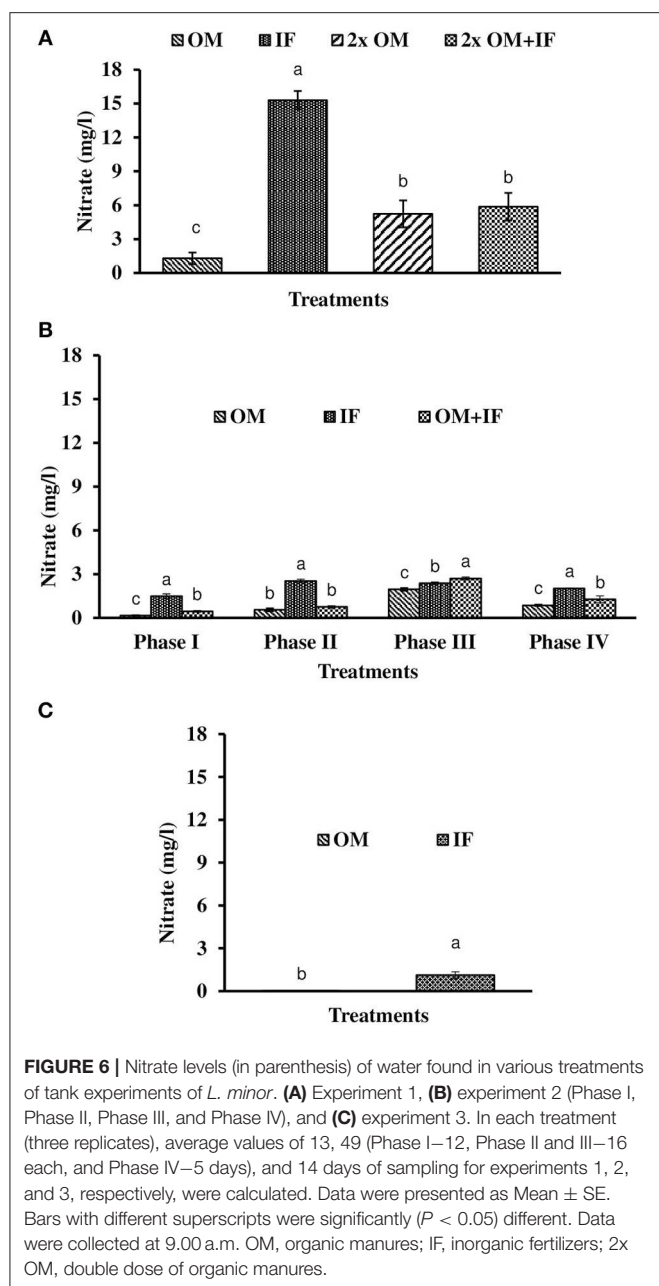 A
OM IF 2x OM 2x OM+IF
18
15
12
9
6
3
0
Nitrate (mg/l)
c
a
b
b
Treatments
B
18
15
12
9
6
3
0
Nitrate (mg/l)
OM IF OM+IF
c a b
b a b
c b a
c a b
Phase I Phase II Phase III Phase IV
Treatments
C
18
15
12
9
6
3
0
Nitrate (mg/l)
OM IF
b
a
Treatments
FIGURE 6 | Nitrate levels (in parenthesis) of water found in various treatments
of tank experiments of L. minor. (A) Experiment 1, (B) experiment 2 (Phase I,
Phase II, Phase III, and Phase IV), and (C) experiment 3. In each treatment
(three replicates), average values of 13, 49 (Phase I–12, Phase II and III–16
each, and Phase IV–5 days), and 14 days of sampling for experiments 1, 2,
and 3, respectively, were calculated. Data were presented as Mean ± SE.
Bars with different superscripts were significantly (P < 0.05) different. Data
were collected at 9.00 a.m. OM, organic manures; IF, inorganic fertilizers; 2x
OM, double dose of organic manures.